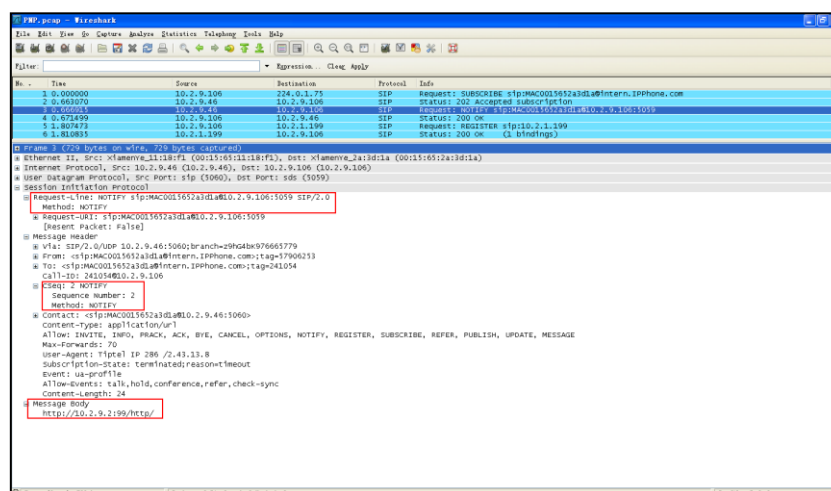 PNP.pcap - Wireshark
File Edit View Go Capture Analyze Statistics Telephony Tools Help
Filter: Expression... Clear Apply
No. . Time Source Destination Protocol Info
1 0.000000 10.2.9.106 224.0.1.75 SIP Request: SUBSCRIBE sip:MAC0015652a3d1a@intern.IPPhone.com
2 0.663070 10.2.9.46 10.2.9.106 SIP Status: 202 Accepted subscription
3 0.666915 10.2.9.46 10.2.9.106 SIP Request: NOTIFY sip:MAC0015652a3d1a@10.2.9.106:5059
4 0.671499 10.2.9.106 10.2.9.46 SIP Status: 200 OK
5 1.807473 10.2.9.106 10.2.1.199 SIP Request: REGISTER sip:10.2.1.199
6 1.810835 10.2.1.199 10.2.9.106 SIP Status: 200 OK (1 bindings)
Frame 3 (729 bytes on wire, 729 bytes captured)
Ethernet II, Src: XiamenYe_11:18:f1 (00:15:65:11:18:f1), Dst: XiamenYe_2a:3d:1a (00:15:65:2a:3d:1a)
Internet Protocol, Src: 10.2.9.46 (10.2.9.46), Dst: 10.2.9.106 (10.2.9.106)
User Datagram Protocol, Src Port: sip (5060), Dst Port: sds (5059)
Session Initiation Protocol
Request-Line: NOTIFY sip:MAC0015652a3d1a@10.2.9.106:5059 SIP/2.0
Method: NOTIFY
Request-URI: sip:MAC0015652a3d1a@10.2.9.106:5059
[Resent Packet: False]
Message Header
Via: SIP/2.0/UDP 10.2.9.46:5060;branch=z9hG4bK976665779
From: <sip:MAC0015652a3d1a@intern.IPPhone.com>;tag=57906253
To: <sip:MAC0015652a3d1a@intern.IPPhone.com>;tag=241054
Call-ID: 241054@10.2.9.106
CSeq: 2 NOTIFY
Sequence Number: 2
Method: NOTIFY
Contact: <sip:MAC0015652a3d1a@10.2.9.46:5060>
Content-Type: application/url
Allow: INVITE, INFO, PRACK, ACK, BYE, CANCEL, OPTIONS, NOTIFY, REGISTER, SUBSCRIBE, REFER, PUBLISH, UPDATE, MESSAGE
Max-Forwards: 70
User-Agent: Tiptel IP 286 /2.43.13.8
Subscription-State: terminated;reason=timeout
Event: ua-profile
Allow-Events: talk,hold,conference,refer,check-sync
Content-Length: 24
Message Body
http://10.2.9.2:99/http/